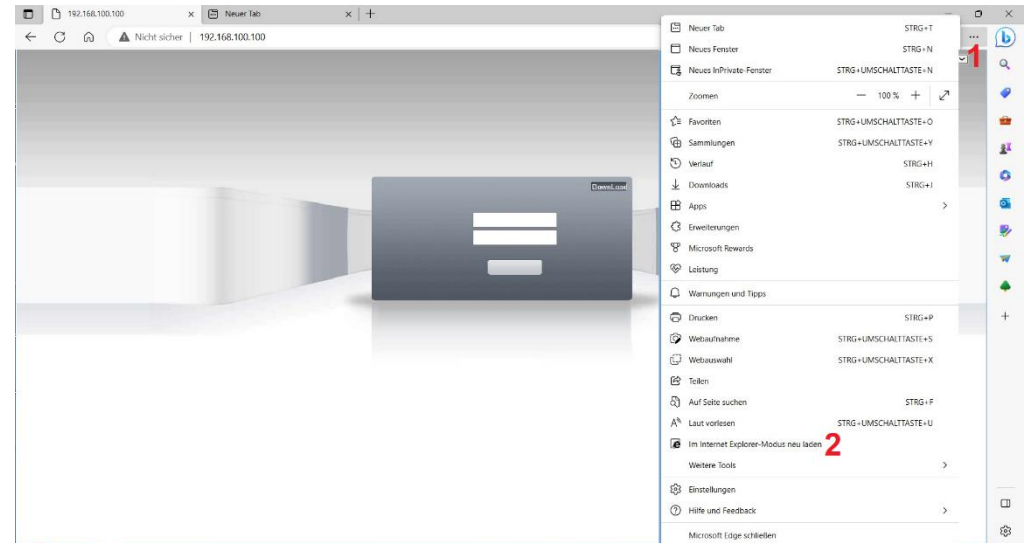 192.168.100.100
Neuer Tab
Nicht sicher | 192.168.100.100
1
DownLoad
Neuer Tab STRG+T
Neues Fenster STRG+N
Neues InPrivate-Fenster STRG+UMSCHALTTASTE+N
Zoomen — 100 % +
Favoriten STRG+UMSCHALTTASTE+O
Sammlungen STRG+UMSCHALTTASTE+Y
Verlauf STRG+H
Downloads STRG+J
Apps
Erweiterungen
Microsoft Rewards
Leistung
Warnungen und Tipps
Drucken STRG+P
Webaufnahme STRG+UMSCHALTTASTE+S
Webauswahl STRG+UMSCHALTTASTE+X
Teilen
Auf Seite suchen STRG+F
Laut vorlesen STRG+UMSCHALTTASTE+U
Im Internet Explorer-Modus neu laden 2
Weitere Tools
Einstellungen
Hilfe und Feedback
Microsoft Edge schließen